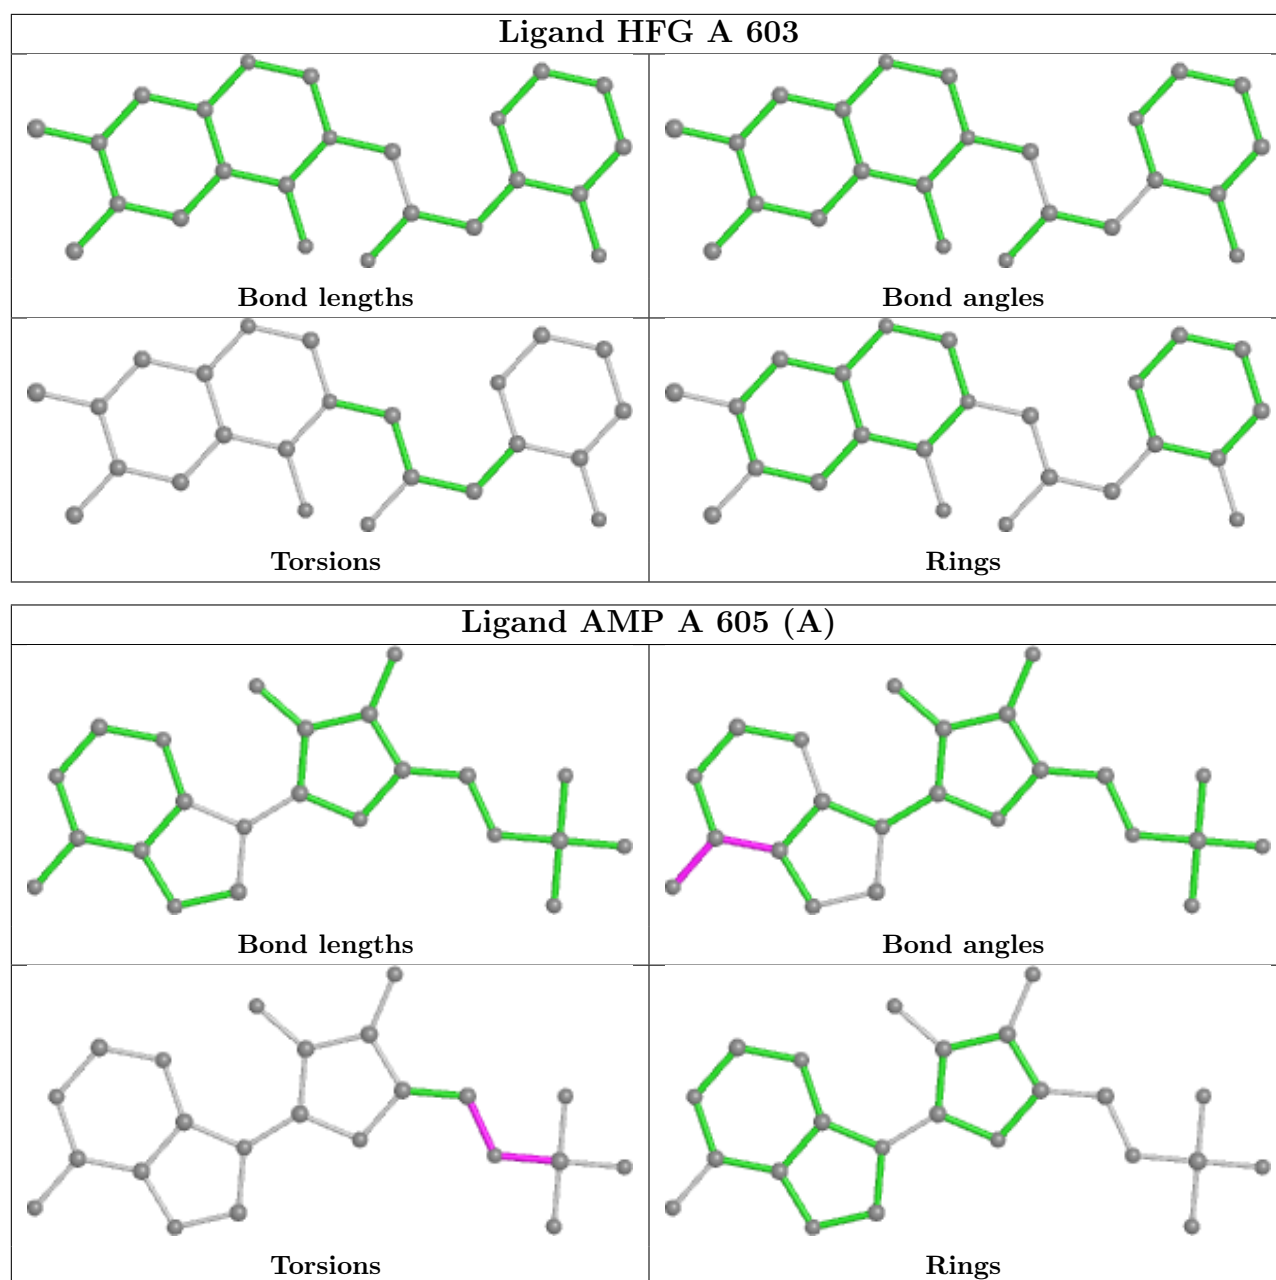 Ligand HFG A 603
Bond lengths
Bond angles
Torsions
Rings
Ligand AMP A 605 (A)
Bond lengths
Bond angles
Torsions
Rings